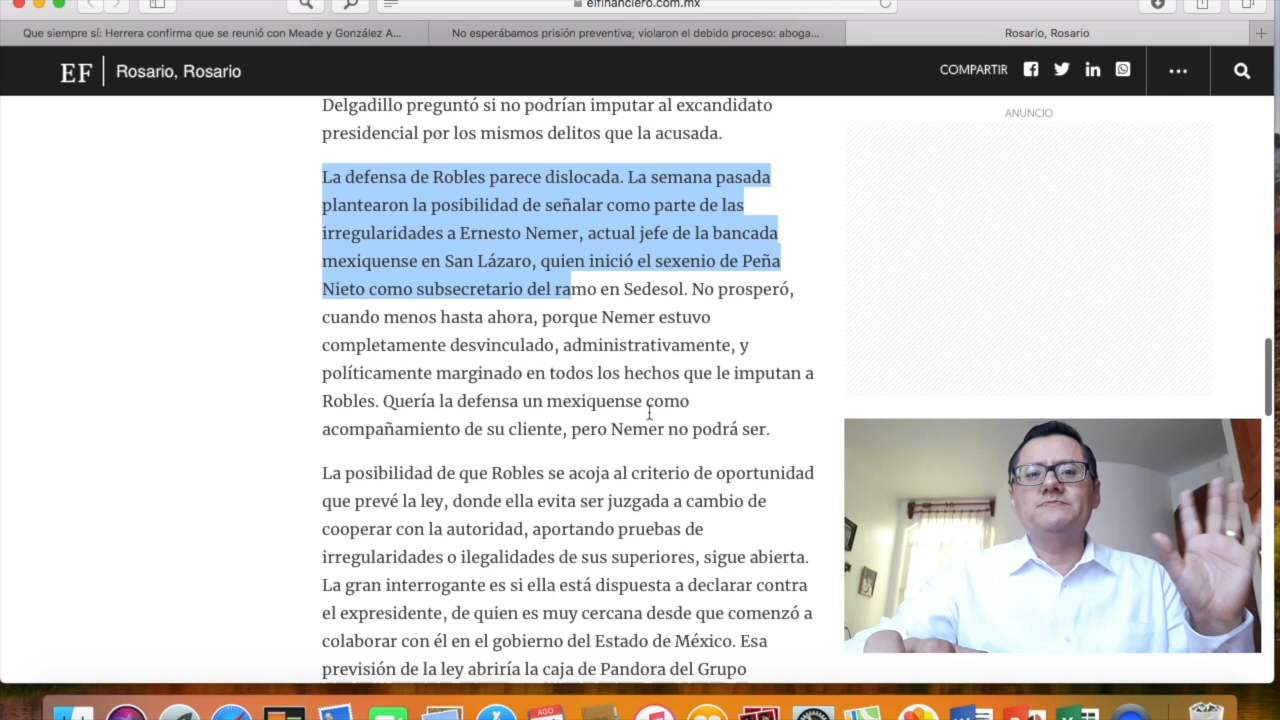 elfinanciero.com.mx
Que siempre sí: Herrera confirma que se reunió con Meade y González A...
No esperábamos prisión preventiva; violaron el debido proceso: aboga...
Rosario, Rosario
EF
Rosario, Rosario
COMPARTIR
Delgadillo preguntó si no podrían imputar al excandidato
presidencial por los mismos delitos que la acusada.
ANUNCIO
La defensa de Robles parece dislocada. La semana pasada
plantearon la posibilidad de señalar como parte de las
irregularidades a Ernesto Nemer, actual jefe de la bancada
mexiquense en San Lázaro, quien inició el sexenio de Peña
Nieto como subsecretario del ramo en Sedesol. No prosperó,
cuando menos hasta ahora, porque Nemer estuvo
completamente desvinculado, administrativamente, y
políticamente marginado en todos los hechos que le imputan a
Robles. Quería la defensa un mexiquense como
acompañamiento de su cliente, pero Nemer no podrá ser.
La posibilidad de que Robles se acoja al criterio de oportunidad
que prevé la ley, donde ella evita ser juzgada a cambio de
cooperar con la autoridad, aportando pruebas de
irregularidades o ilegalidades de sus superiores, sigue abierta.
La gran interrogante es si ella está dispuesta a declarar contra
el expresidente, de quien es muy cercana desde que comenzó a
colaborar con él en el gobierno del Estado de México. Esa
previsión de la ley abriría la caja de Pandora del Grupo
AGO